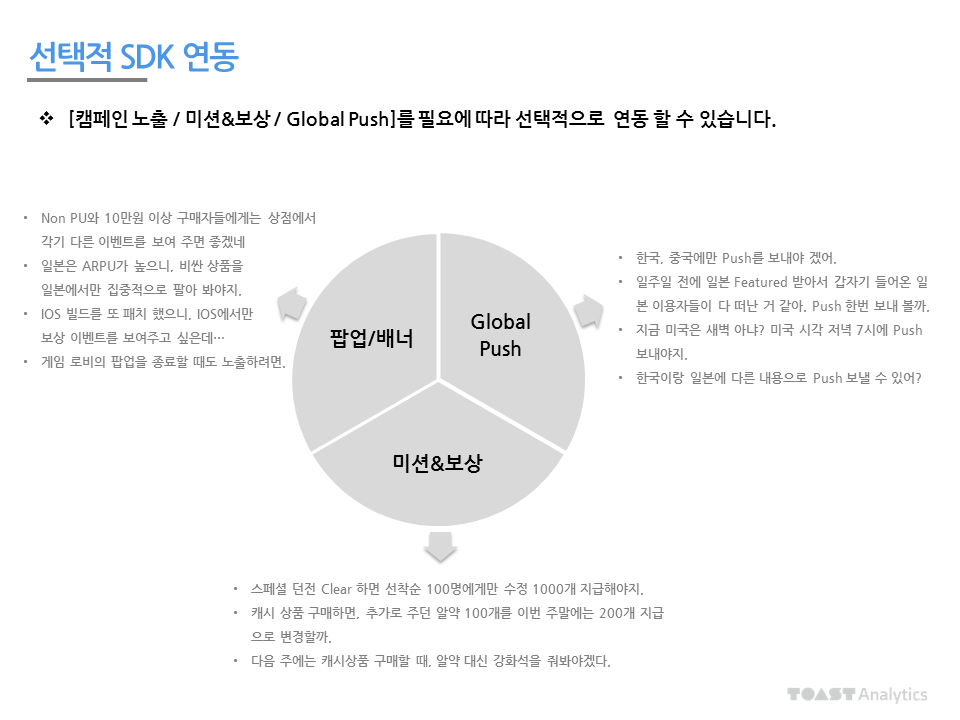 선택적 SDK 연동
❖ [캠페인 노출 / 미션&보상 / Global Push]를 필요에 따라 선택적으로 연동 할 수 있습니다.
• Non PU와 10만원 이상 구매자들에게는 상점에서
각기 다른 이벤트를 보여 주면 좋겠네
• 일본은 ARPU가 높으니, 비싼 상품을
일본에서만 집중적으로 팔아 봐야지.
• IOS 빌드를 또 패치 했으니, IOS에서만
보상 이벤트를 보여주고 싶은데…
• 게임 로비의 팝업을 종료할 때도 노출하려면,
팝업/배너
Global
Push
미션&보상
• 한국, 중국에만 Push를 보내야 겠어.
• 일주일 전에 일본 Featured 받아서 갑자기 들어온 일
본 이용자들이 다 떠난 거 같아, Push 한번 보내 볼까.
• 지금 미국은 새벽 아냐? 미국 시각 저녁 7시에 Push
보내야지.
• 한국이랑 일본에 다른 내용으로 Push 보낼 수 있어?
• 스페셜 던전 Clear 하면 선착순 100명에게만 수정 1000개 지급해야지.
• 캐시 상품 구매하면, 추가로 주던 알약 100개를 이번 주말에는 200개 지급
으로 변경할까.
• 다음 주에는 캐시상품 구매할 때, 알약 대신 강화석을 줘봐야겠다.
TOAST Analytics